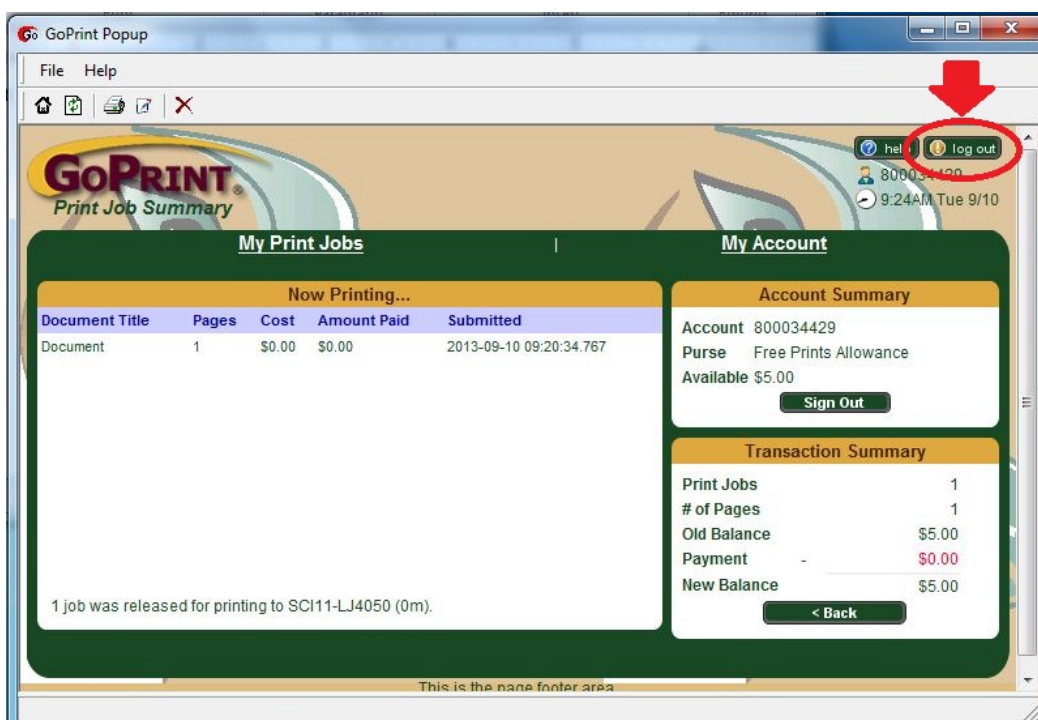 GoPrint Popup
File Help
GOPRINT®
Print Job Summary
help log out
800034429
9:24AM Tue 9/10
My Print Jobs | My Account
Now Printing...
Document Title Pages Cost Amount Paid Submitted
Document 1 $0.00 $0.00 2013-09-10 09:20:34.767
1 job was released for printing to SCI11-LJ4050 (0m).
Account Summary
Account 800034429
Purse Free Prints Allowance
Available $5.00
Sign Out
Transaction Summary
Print Jobs 1
# of Pages 1
Old Balance $5.00
Payment - $0.00
New Balance $5.00
< Back
This is the page footer area